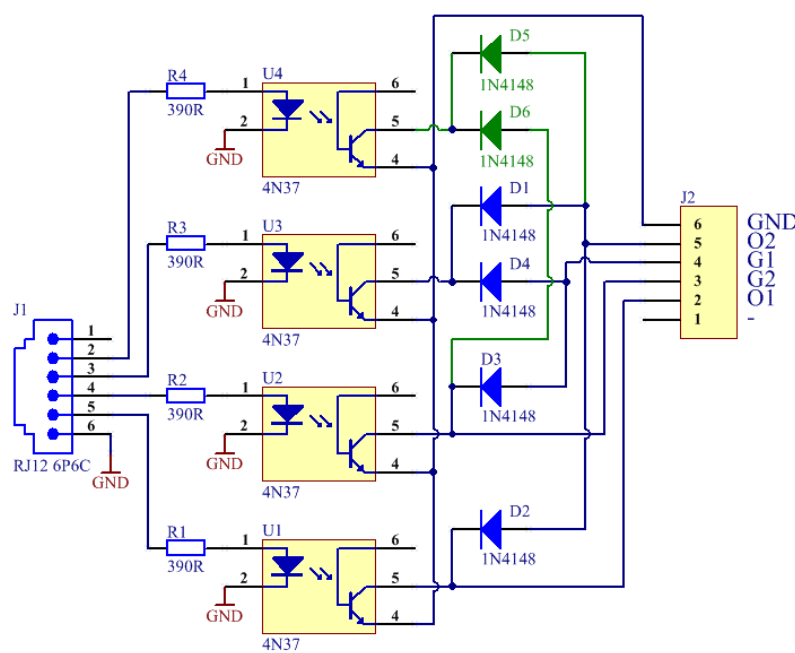 D5
1N4148
R4
390R
1
2
GND
U4
6
5
4
4N37
D6
1N4148
D1
1N4148
R3
390R
1
2
GND
U3
6
5
4
4N37
D4
1N4148
J2
6 GND
5 O2
4 G1
3 G2
2 O1
1 -
J1
1
2
3
4
5
6
RJ12 6P6C
GND
R2
390R
1
2
GND
U2
6
5
4
4N37
D3
1N4148
R1
390R
1
2
GND
U1
6
5
4
4N37
D2
1N4148